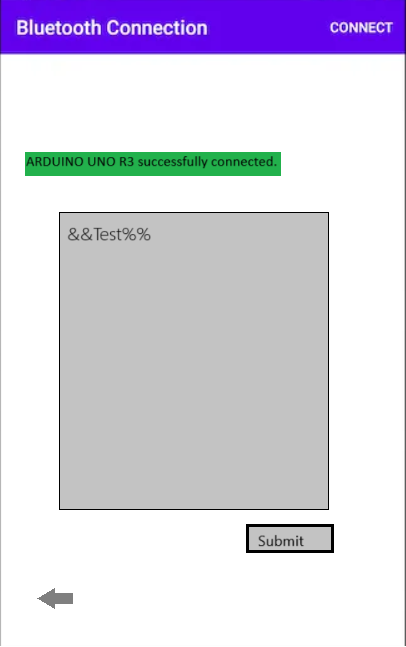 Bluetooth Connection CONNECT
ARDUINO UNO R3 successfully connected.
&&Test%%
Submit